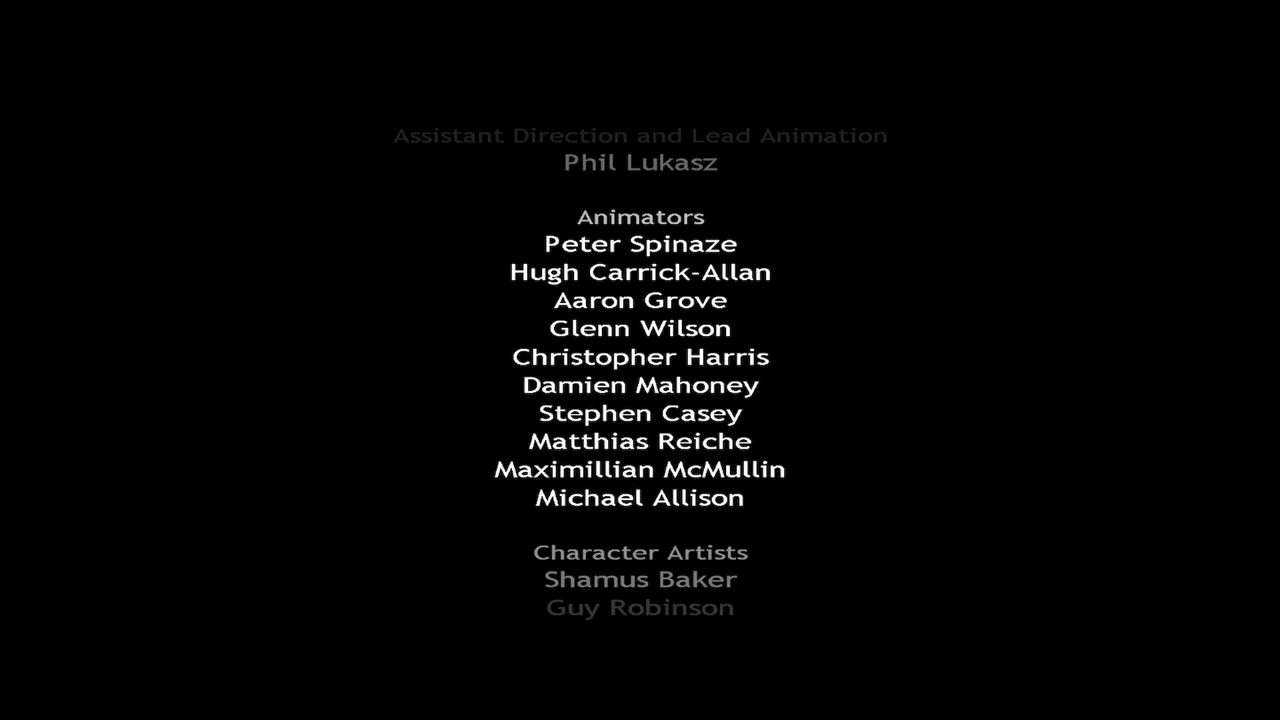 Assistant Direction and Lead Animation
Phil Lukasz
Animators
Peter Spinaze
Hugh Carrick-Allan
Aaron Grove
Glenn Wilson
Christopher Harris
Damien Mahoney
Stephen Casey
Matthias Reiche
Maximillian McMullin
Michael Allison
Character Artists
Shamus Baker
Guy Robinson